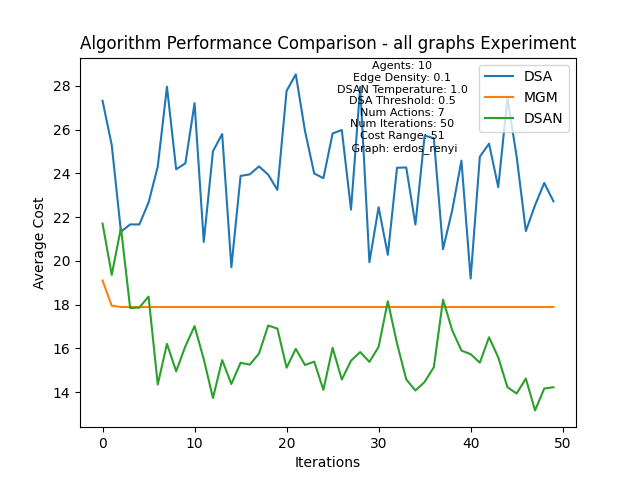 Algorithm Performance Comparison - all graphs Experiment
Agents: 10
Edge Density: 0.1
DSAN Temperature: 1.0
DSA Threshold: 0.5
Num Actions: 7
Num Iterations: 50
Cost Range: 51
Graph: erdos_renyi
DSA
MGM
DSAN
Average Cost
28
26
24
22
20
18
16
14
0
10
20
30
40
50
Iterations